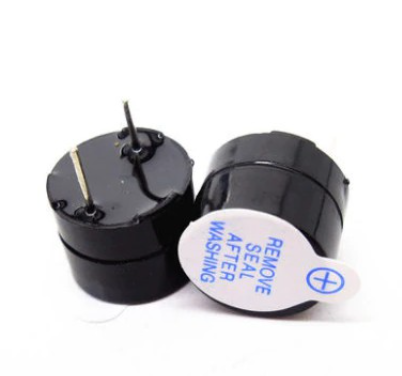 REMOVE
SEAL
AFTER
WASHING
+